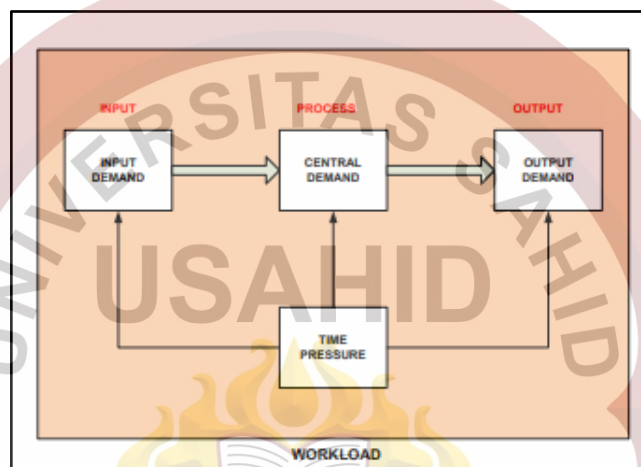 INPUT PROCESS OUTPUT
INPUT DEMAND
CENTRAL DEMAND
OUTPUT DEMAND
TIME PRESSURE
WORKLOAD
UNIVERSITAS SAHID
USAHID